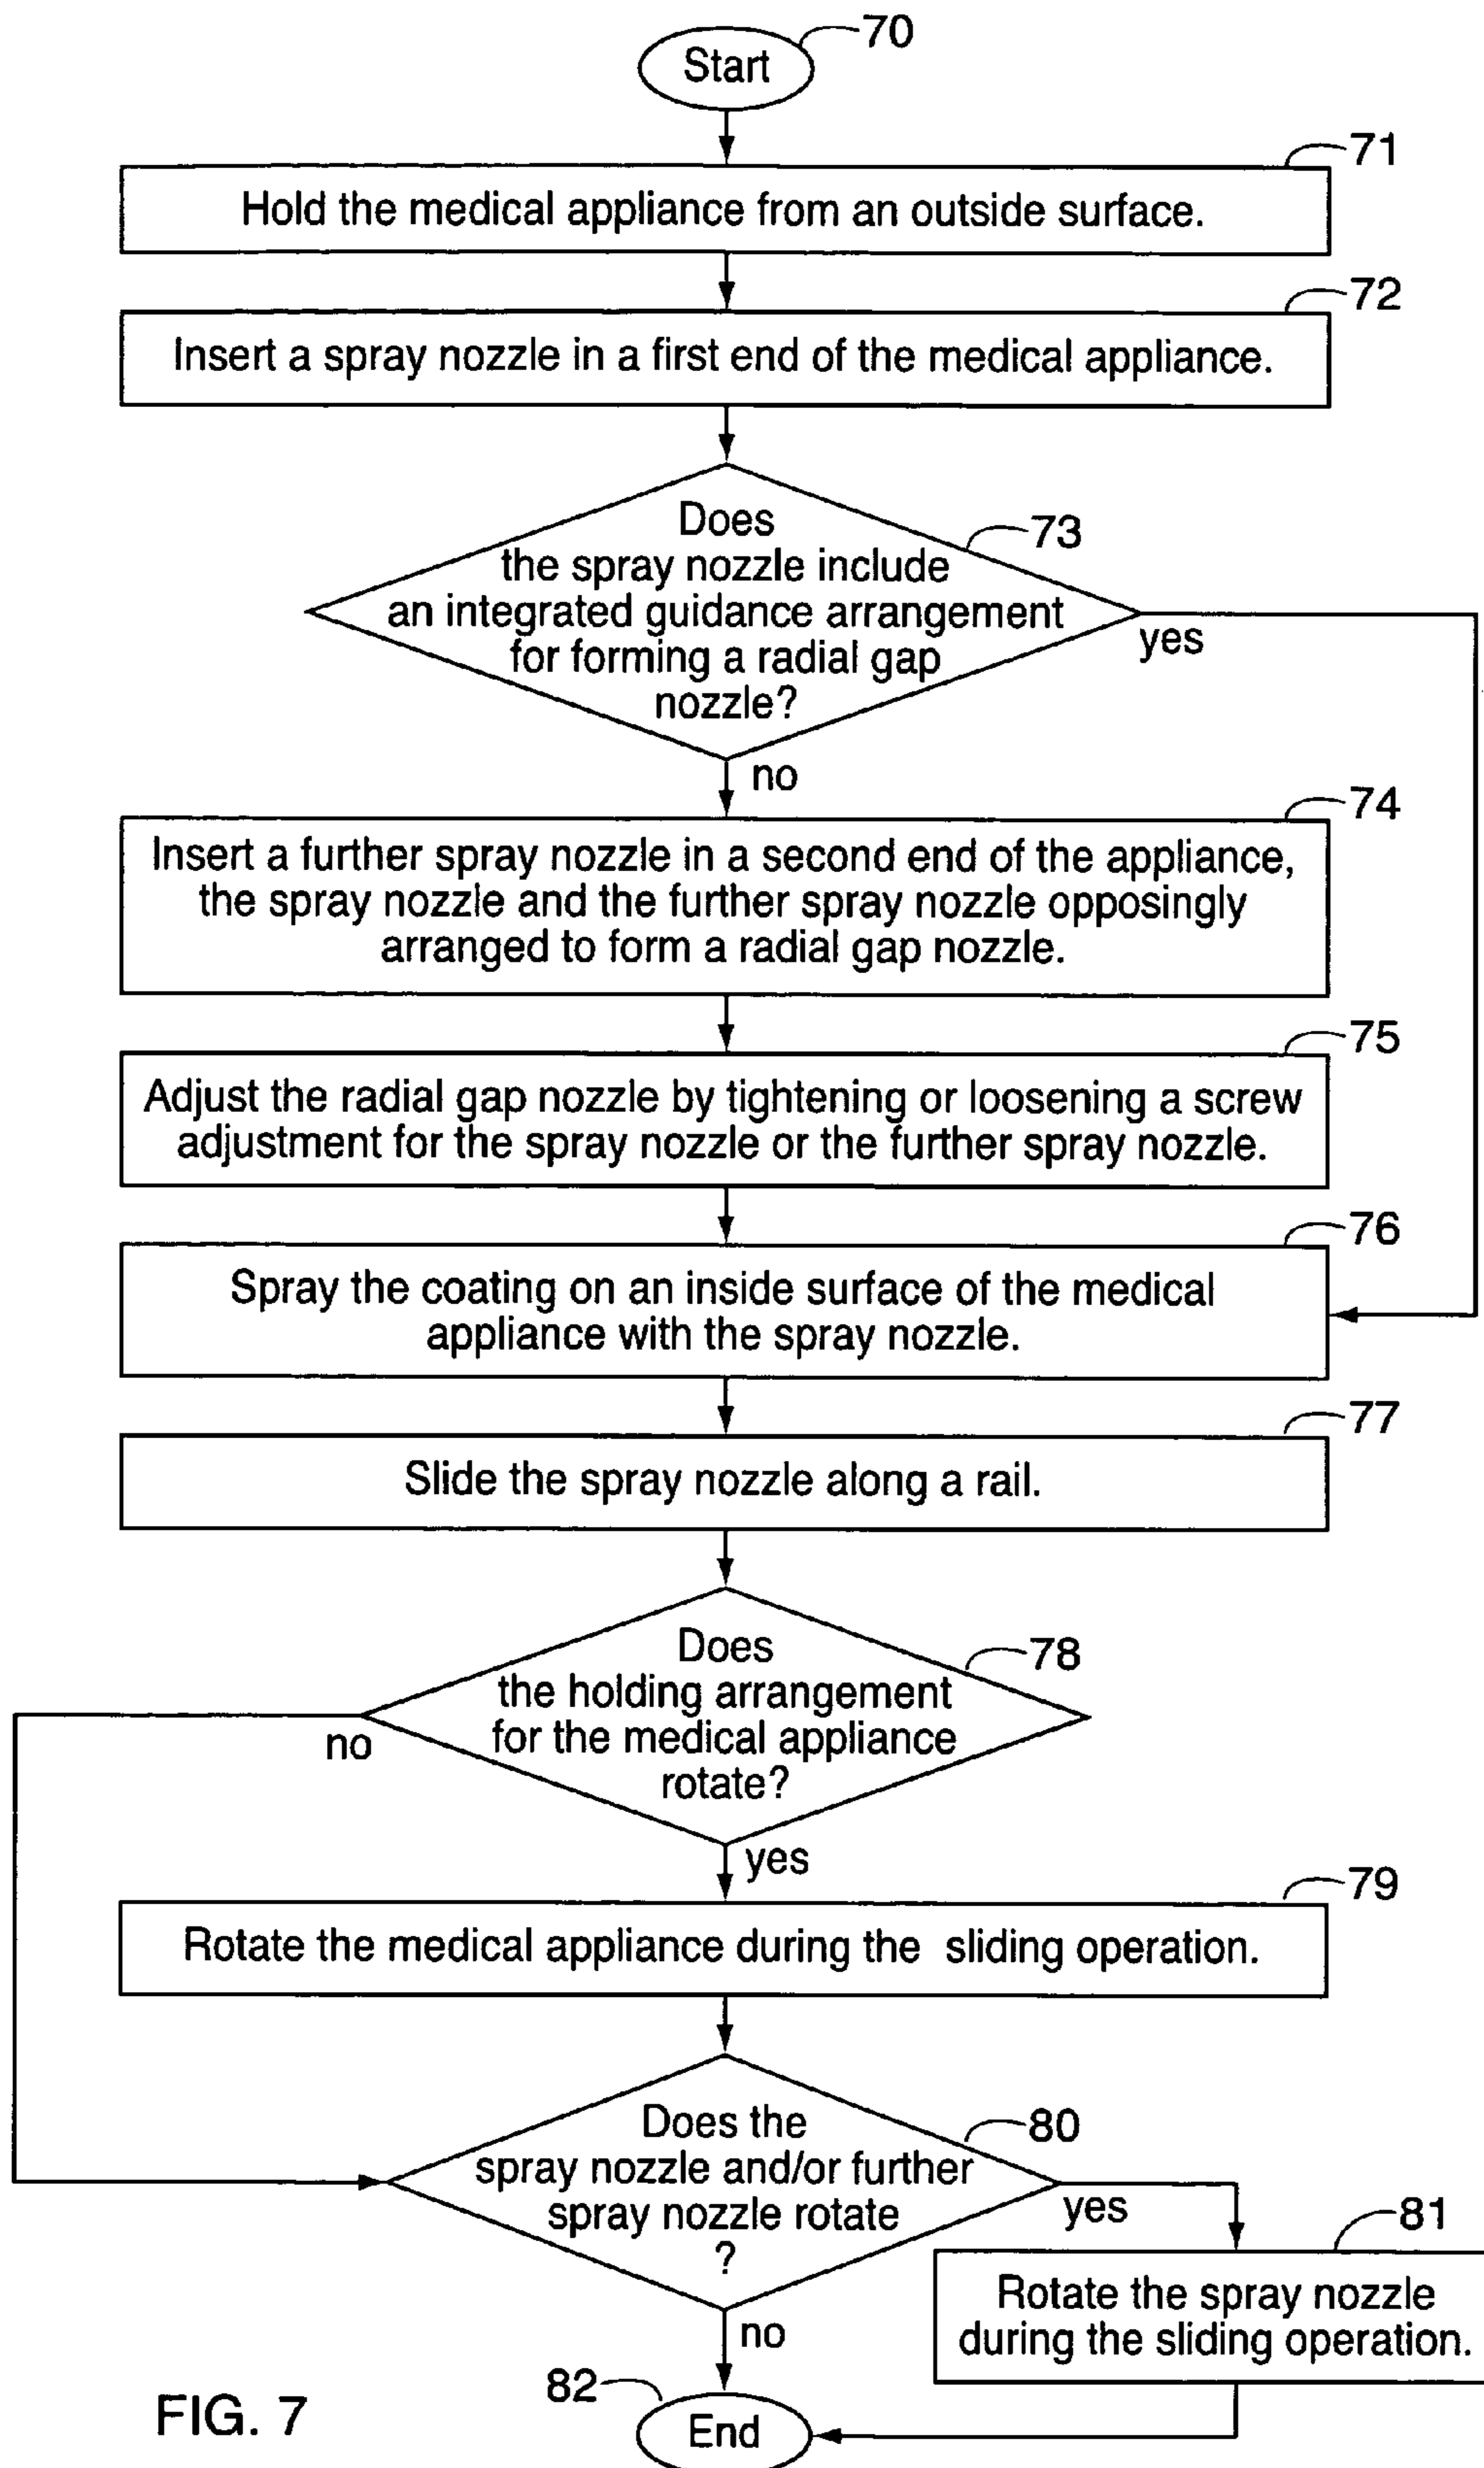 70
Start
71
Hold the medical appliance from an outside surface.
72
Insert a spray nozzle in a first end of the medical appliance.
73
Does
the spray nozzle include
an integrated guidance arrangement
for forming a radial gap
nozzle?
yes
no
74
Insert a further spray nozzle in a second end of the appliance,
the spray nozzle and the further spray nozzle opposingly
arranged to form a radial gap nozzle.
75
Adjust the radial gap nozzle by tightening or loosening a screw
adjustment for the spray nozzle or the further spray nozzle.
76
Spray the coating on an inside surface of the medical
appliance with the spray nozzle.
77
Slide the spray nozzle along a rail.
78
Does
the holding arrangement
for the medical appliance
rotate?
no
yes
79
Rotate the medical appliance during the sliding operation.
80
Does the
spray nozzle and/or further
spray nozzle rotate
?
yes
81
Rotate the spray nozzle
during the sliding operation.
no
82
End
FIG. 7